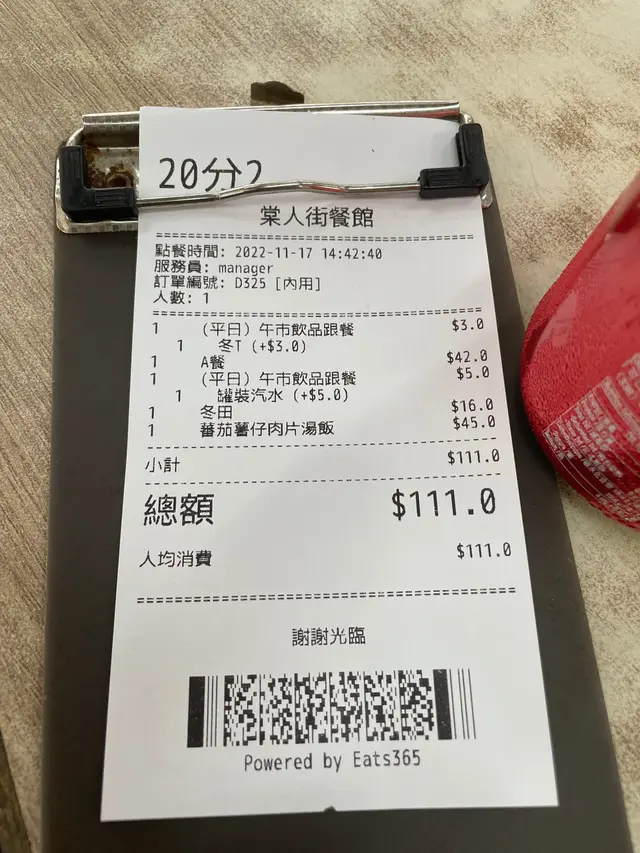 20分2
棠人街餐館
點餐時間: 2022-11-17 14:42:40
服務員: manager
訂單編號: D325 [內用]
人數: 1
1 (平日) 午市飲品跟餐 $3.0
1 冬T (+$3.0)
1 A餐 $42.0
1 (平日) 午市飲品跟餐 $5.0
1 罐裝汽水 (+$5.0)
1 冬田 $16.0
1 蕃茄薯仔肉片湯飯 $45.0
小計 $111.0
總額 $111.0
人均消費 $111.0
謝謝光臨
Powered by Eats365